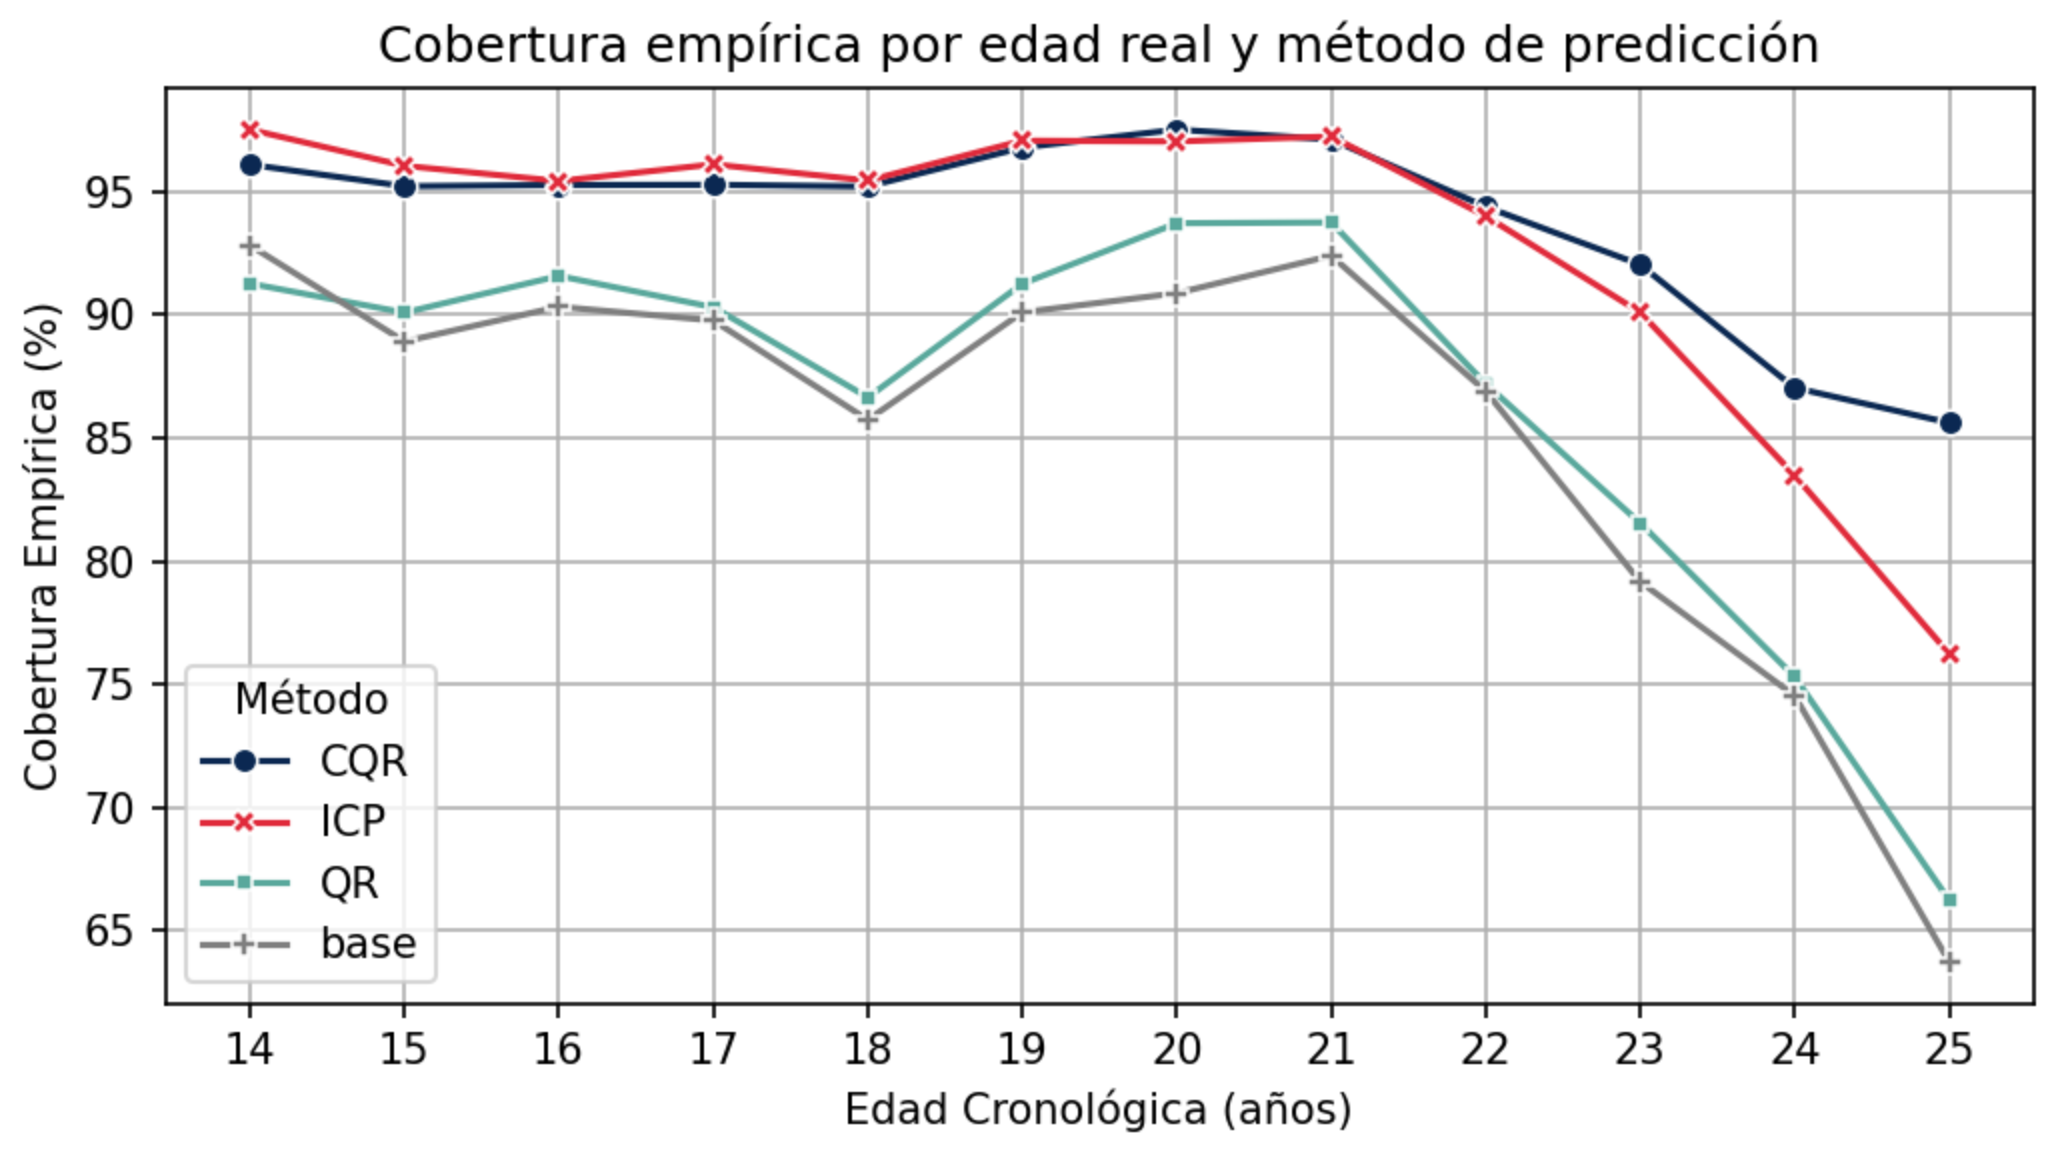 Cobertura empírica por edad real y método de predicción
Cobertura Empírica (%)
95
90
85
80
75
70
65
Método
CQR
ICP
QR
base
14 15 16 17 18 19 20 21 22 23 24 25
Edad Cronológica (años)